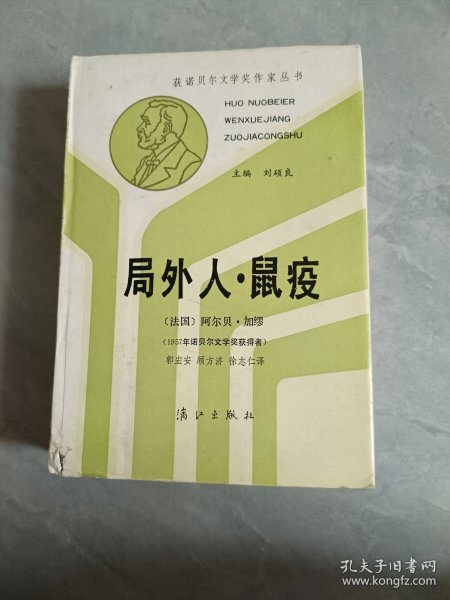 获诺贝尔文学奖作家丛书
HUO NUOBEIER
WENXUEJIANG
ZUOJIACONGSHU
主编 刘硕良
局外人·鼠疫
〔法国〕阿尔贝·加缪
(1957年诺贝尔文学奖获得者)
郭宏安 顾方济 徐志仁译
漓江出版社
孔夫子旧书网
www.kongfz.com